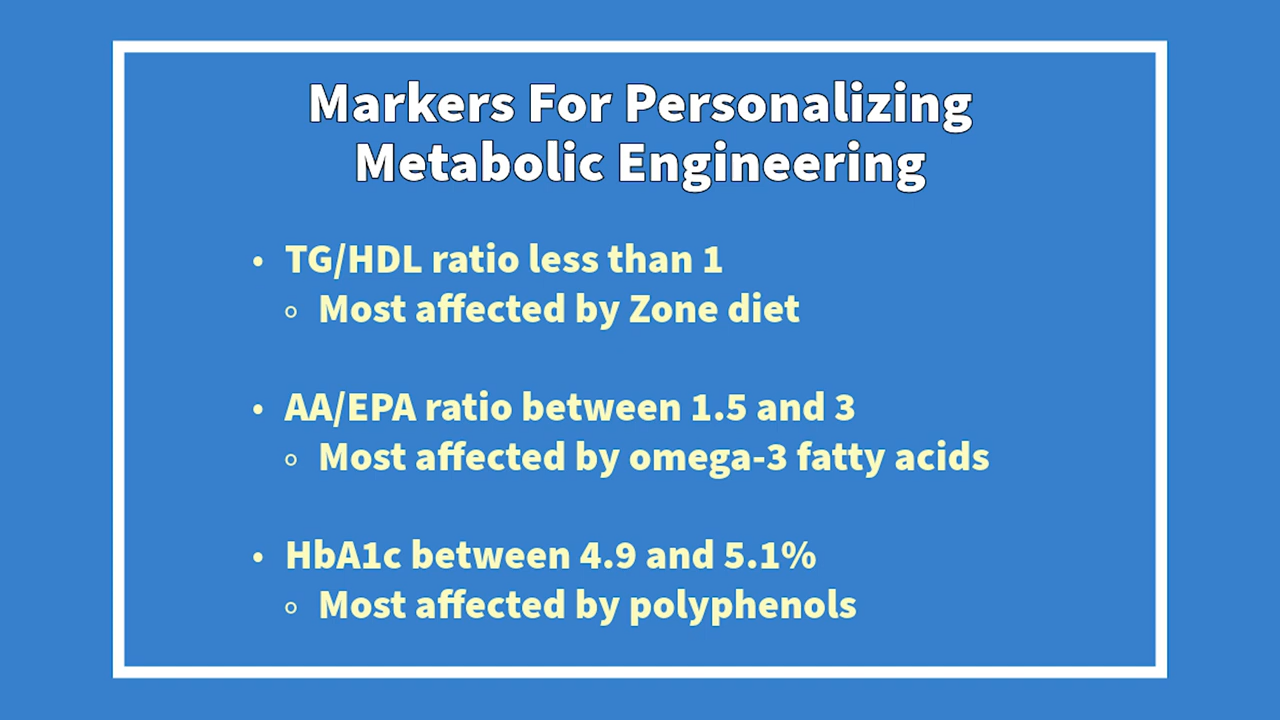 Markers For Personalizing
Metabolic Engineering
• TG/HDL ratio less than 1
○ Most affected by Zone diet
• AA/EPA ratio between 1.5 and 3
○ Most affected by omega-3 fatty acids
• HbA1c between 4.9 and 5.1%
○ Most affected by polyphenols